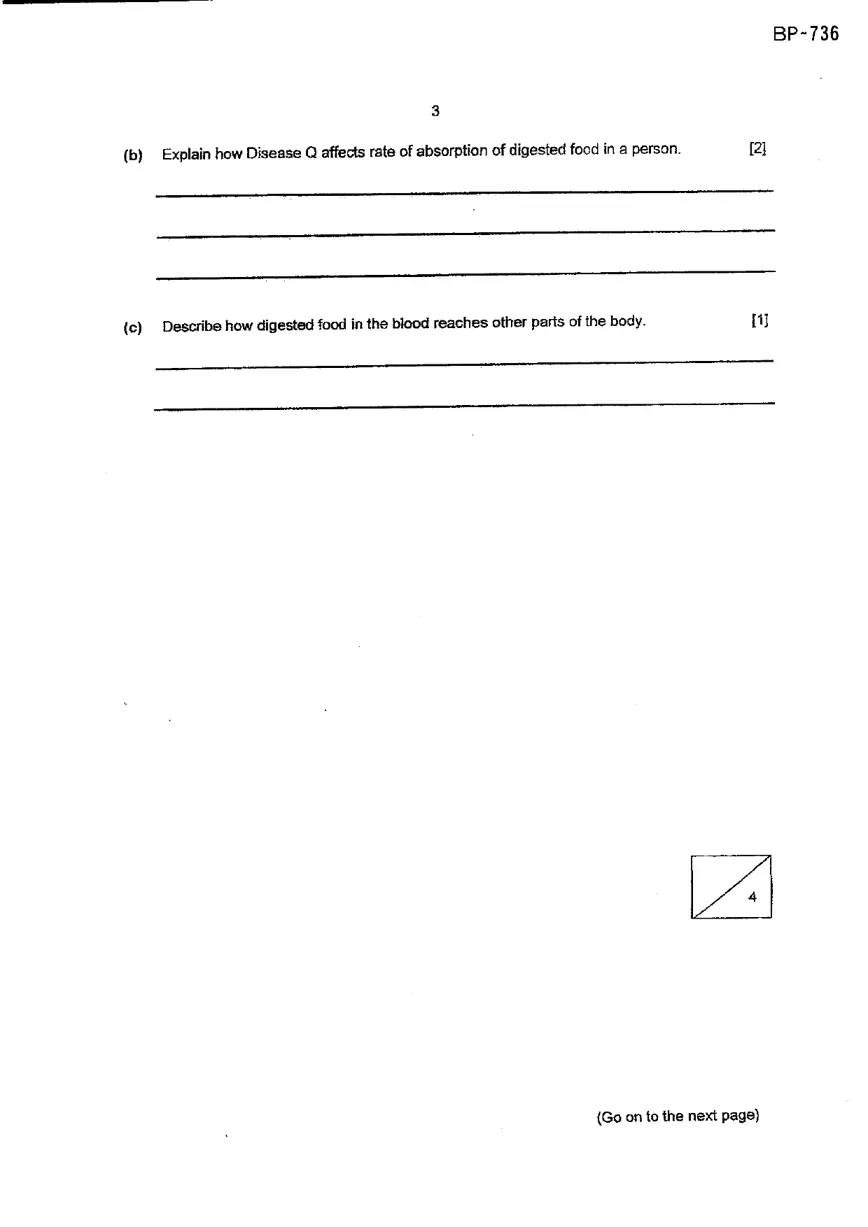 BP-736
3
(b) Explain how Disease Q affects rate of absorption of digested food in a person. [2]
(c) Describe how digested food in the blood reaches other parts of the body. [1]
4
(Go on to the next page)